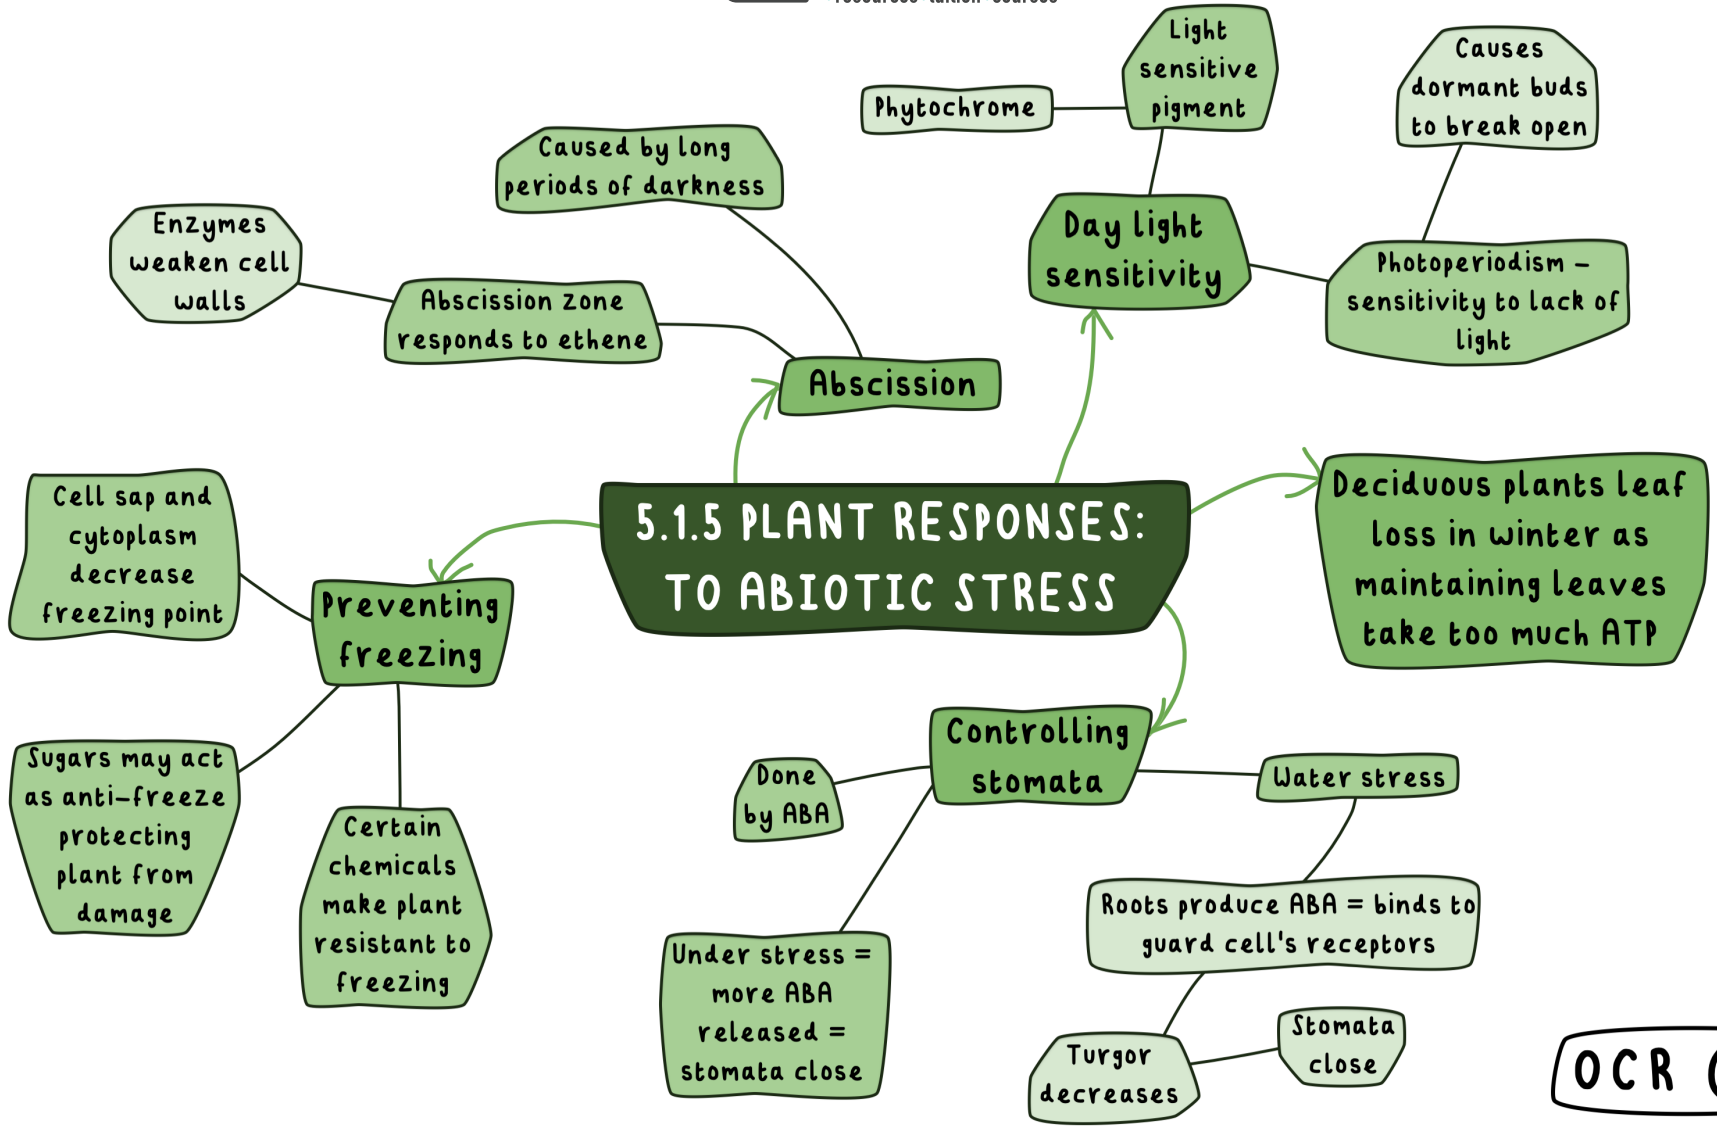 resources tuition courses
Light
sensitive
pigment
Phytochrome
Causes
dormant buds
to break open
Caused by long
periods of darkness
Day light
sensitivity
Photoperiodism –
sensitivity to lack of
light
Enzymes
weaken cell
walls
Abscission zone
responds to ethene
Abscission
5.1.5 PLANT RESPONSES:
TO ABIOTIC STRESS
Deciduous plants leaf
loss in winter as
maintaining leaves
take too much ATP
Cell sap and
cytoplasm
decrease
freezing point
Preventing
freezing
Sugars may act
as anti-freeze
protecting
plant from
damage
Certain
chemicals
make plant
resistant to
freezing
Controlling
stomata
Done
by ABA
Water stress
Roots produce ABA = binds to
guard cell's receptors
Under stress =
more ABA
released =
stomata close
Turgor
decreases
Stomata
close
OCR (